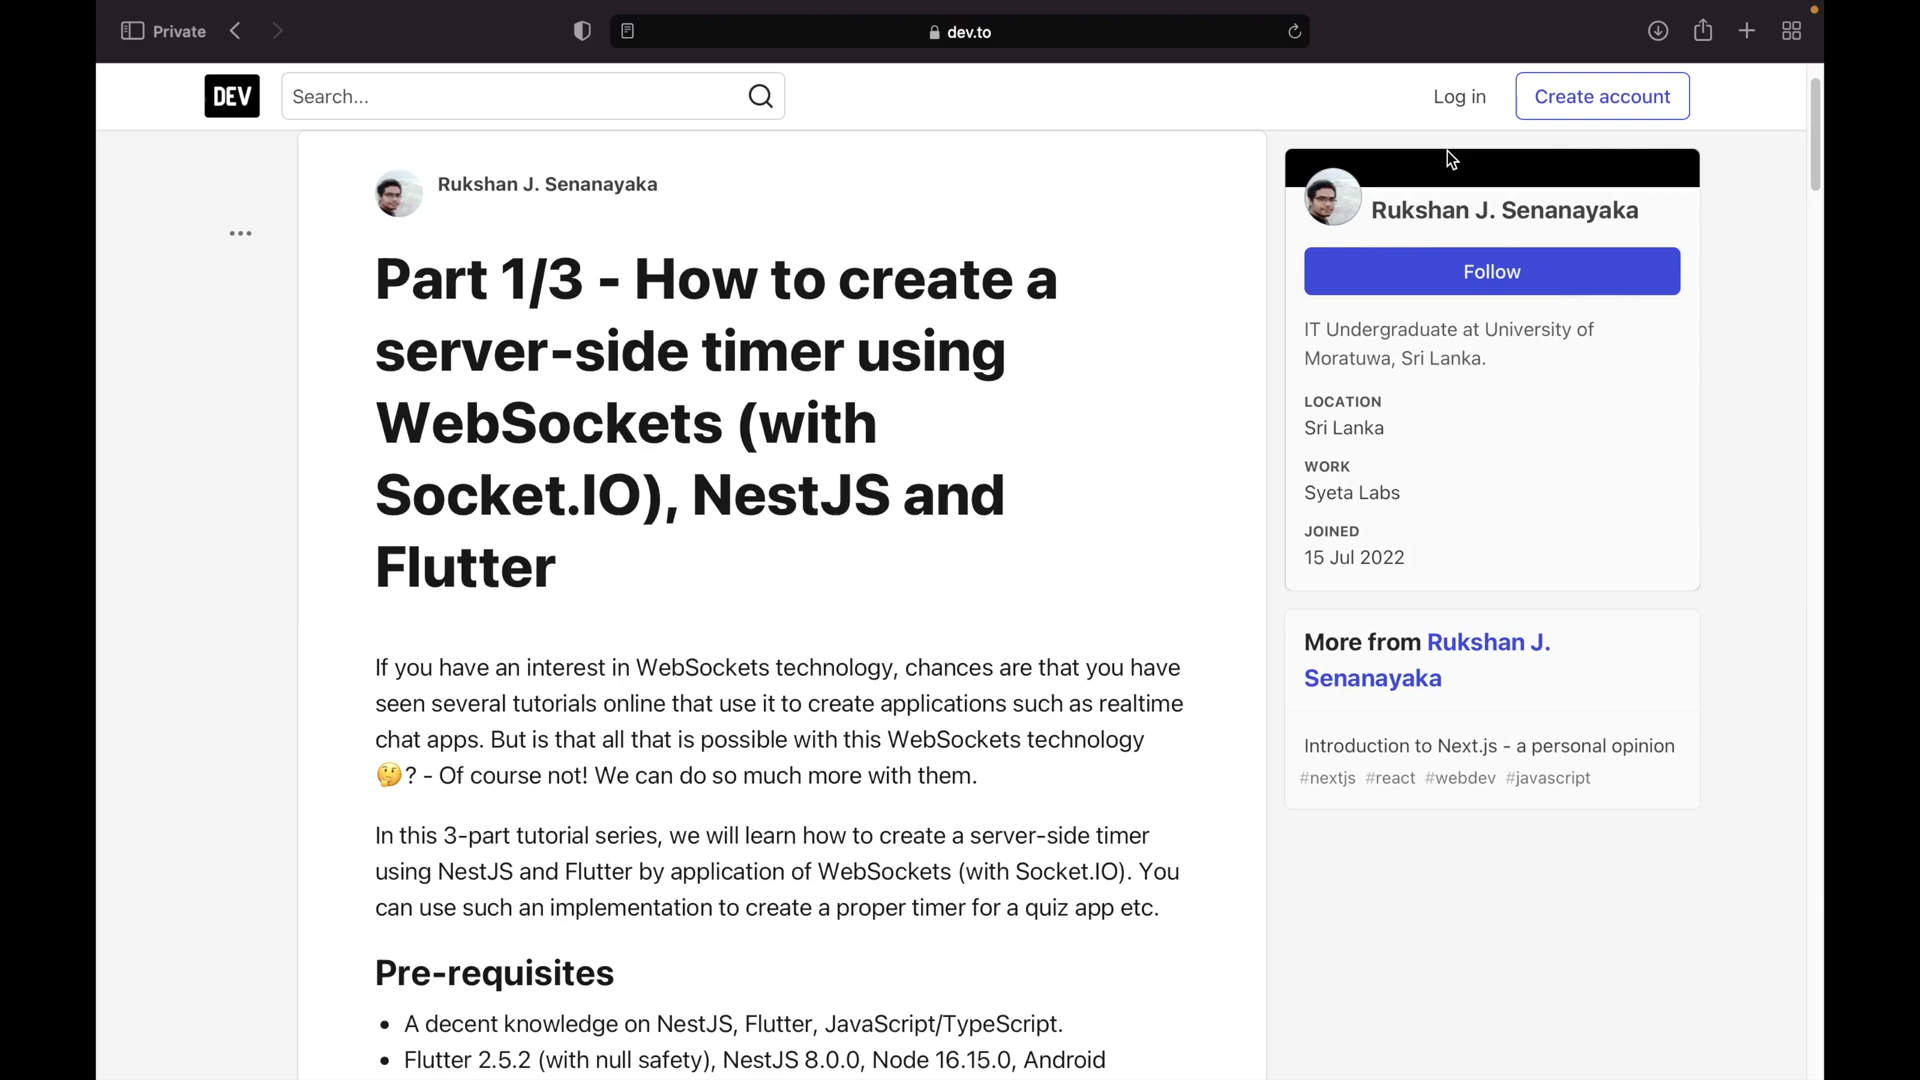 Private
dev.to
DEV
Search...
Log in
Create account
Rukshan J. Senanayaka
Part 1/3 - How to create a
server-side timer using
WebSockets (with
Socket.IO), NestJS and
Flutter
If you have an interest in WebSockets technology, chances are that you have
seen several tutorials online that use it to create applications such as realtime
chat apps. But is that all that is possible with this WebSockets technology
🤔? - Of course not! We can do so much more with them.
In this 3-part tutorial series, we will learn how to create a server-side timer
using NestJS and Flutter by application of WebSockets (with Socket.IO). You
can use such an implementation to create a proper timer for a quiz app etc.
Pre-requisites
• A decent knowledge on NestJS, Flutter, JavaScript/TypeScript.
• Flutter 2.5.2 (with null safety), NestJS 8.0.0, Node 16.15.0, Android
Rukshan J. Senanayaka
Follow
IT Undergraduate at University of
Moratuwa, Sri Lanka.
LOCATION
Sri Lanka
WORK
Syeta Labs
JOINED
15 Jul 2022
More from Rukshan J.
Senanayaka
Introduction to Next.js - a personal opinion
#nextjs #react #webdev #javascript